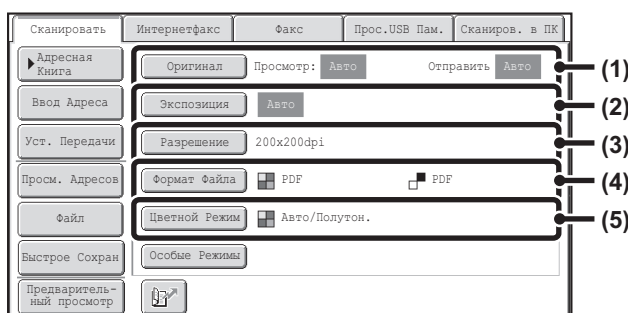 Сканировать Интернетфакс Факс Прос.USB Пам. Сканиров. в ПК
Адресная Книга
Оригинал Просмотр: Авто Отправить Авто (1)
Ввод Адреса Экспозиция Авто (2)
Уст. Передачи Разрешение 200x200dpi (3)
Просм. Адресов Формат Файла PDF PDF (4)
Файл Цветной Режим Авто/Полутон. (5)
Быстрое Сохран Особые Режимы
Предваритель-
ный просмотр